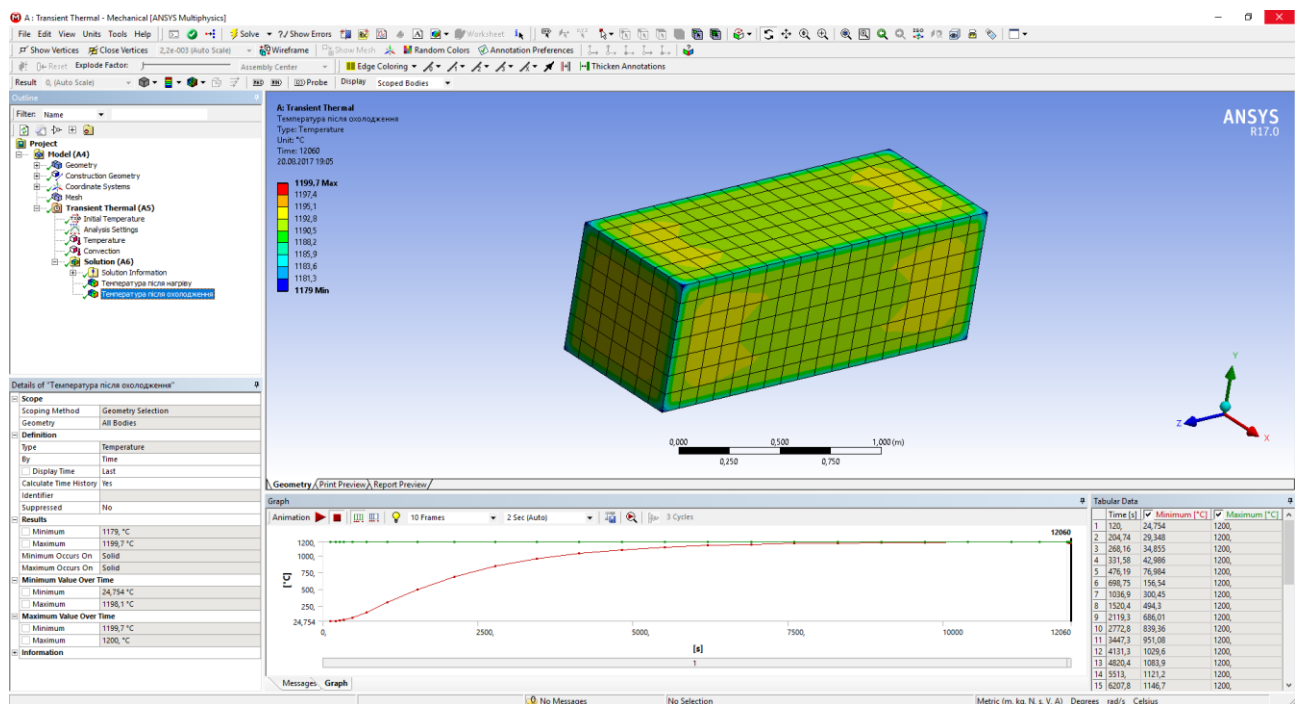 A : Transient Thermal - Mechanical [ANSYS Multiphysics]
File Edit View Units Tools Help Solve ?/ Show Errors Worksheet
Show Vertices Close Vertices 2,2e-003 (Auto Scale) Wireframe Show Mesh Random Colors Annotation Preferences
Reset Explode Factor: Assembly Center Edge Coloring Thicken Annotations
Result 0, (Auto Scale) Probe Display Scoped Bodies
Outline
Filter: Name
Project
Model (A4)
Geometry
Construction Geometry
Coordinate Systems
Mesh
Transient Thermal (A5)
Initial Temperature
Analysis Settings
Temperature
Convection
Solution (A6)
Solution Information
Температура після нагріву
Температура після охолодження
Details of "Температура після охолодження"
Scope
Scoping Method Geometry Selection
Geometry All Bodies
Definition
Type Temperature
By Time
Display Time Last
Calculate Time History Yes
Identifier
Suppressed No
Results
Minimum 1179, °C
Maximum 1199,7 °C
Minimum Occurs On Solid
Maximum Occurs On Solid
Minimum Value Over Time
Minimum 24,754 °C
Maximum 1198,1 °C
Maximum Value Over Time
Minimum 1199,7 °C
Maximum 1200, °C
Information
A: Transient Thermal
Температура після охолодження
Type: Temperature
Unit: °C
Time: 12060
20.08.2017 19:05
1199,7 Max
1197,4
1195,1
1192,8
1190,5
1188,2
1185,9
1183,6
1181,3
1179 Min
ANSYS
R17.0
Y
Z
X
0,000 0,500 1,000 (m)
0,250 0,750
Geometry Print Preview Report Preview
Graph
Animation 10 Frames 2 Sec (Auto) 3 Cycles
12060
1200,
1000,
750,
500,
250,
24,754
[°C]
0, 2500, 5000, 7500, 10000 12060
[s]
1
Messages Graph
Tabular Data
Time [s] Minimum [°C] Maximum [°C]
1 120, 24,754 1200,
2 204,74 29,348 1200,
3 268,16 34,855 1200,
4 331,58 42,986 1200,
5 476,19 76,984 1200,
6 698,75 156,54 1200,
7 1036,9 300,45 1200,
8 1520,4 494,3 1200,
9 2119,3 686,01 1200,
10 2772,8 839,36 1200,
11 3447,3 951,08 1200,
12 4131,3 1029,6 1200,
13 4820,4 1083,9 1200,
14 5513, 1121,2 1200,
15 6207,8 1146,7 1200,
No Messages No Selection Metric (m, kg, N, s, V, A) Degrees rad/s Celsius